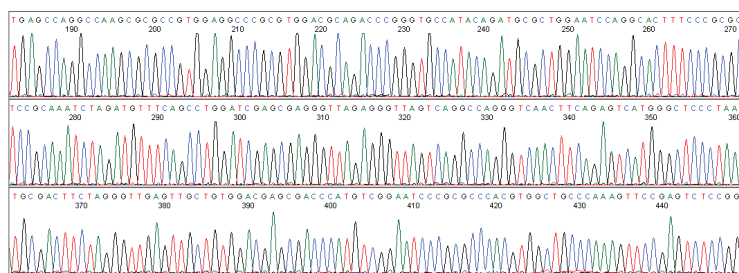 TGAGCCAGGCCAAGCGCGCCGTGGAGGCCCGCGTGGACGCAGACCCGGGTGCCATACAGATGCGCTGGAATCCAGGCACTTTCCCGCGC
190 200 210 220 230 240 250 260 270
TCCGCAAATCTAGATGTTTCAGCCTGGATCGAGCGAGGGTTAGAGGGTTAGTCAGGCCAGGGTCAACTTCAGAGTCATGGGCTCCCTAA
280 290 300 310 320 330 340 350 360
TGCGACTTCTAGGGTTGAGTTGCTGTGGACGAGCGACCCATGTCGGAATCCCGCGCCCACGTGGCTGCCCAAAGTTCCGAGTCTCCGG
370 380 390 400 410 420 430 440